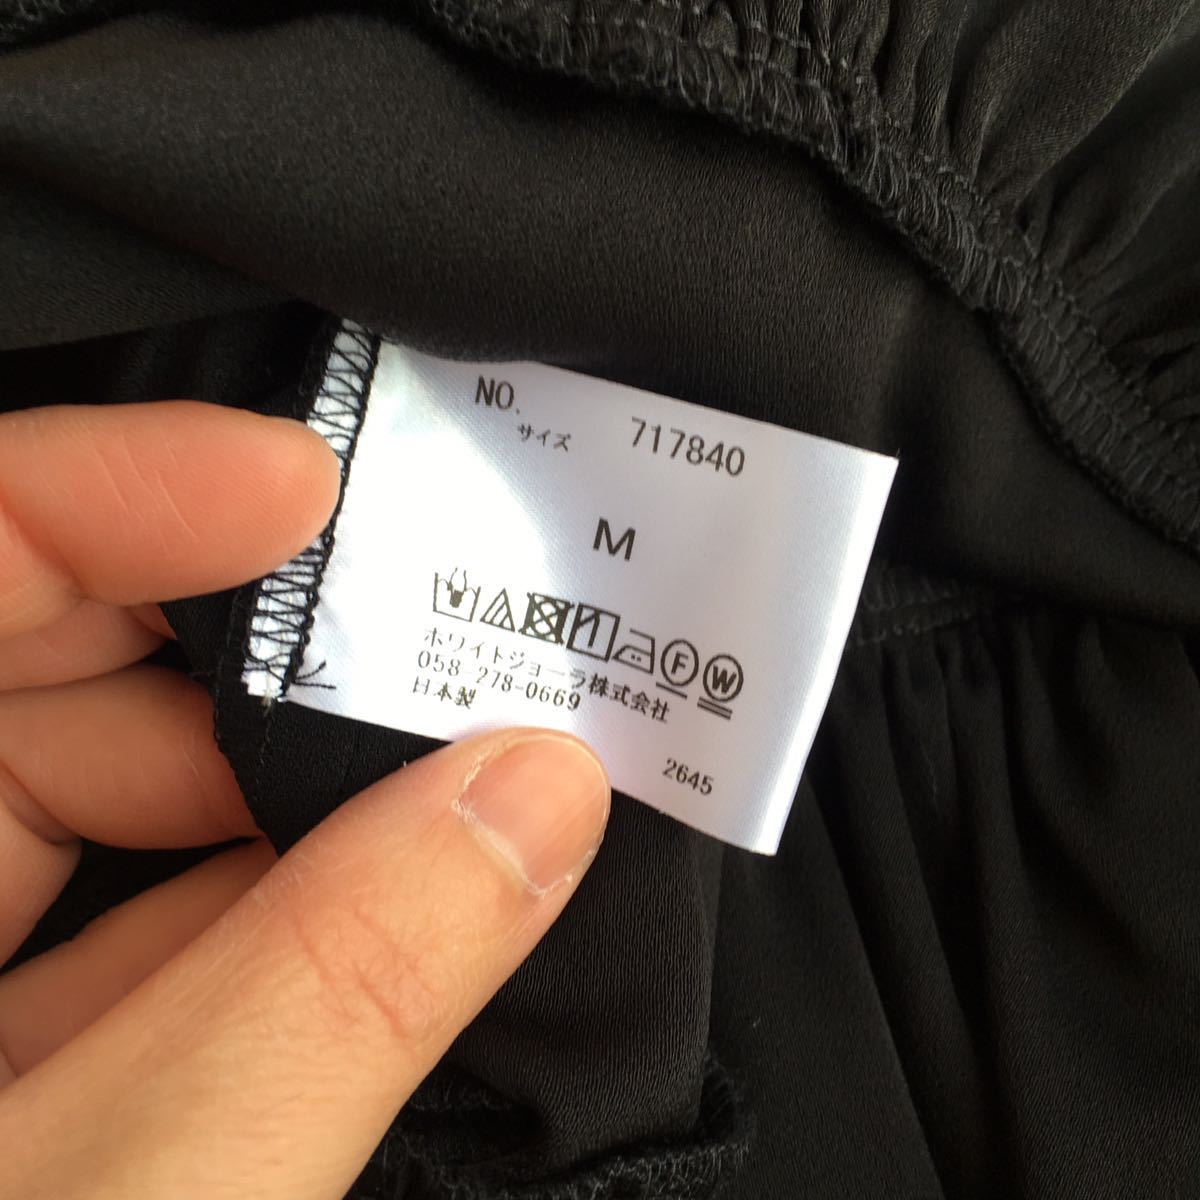 NO. 717840
サイズ
M
F W
ホワイトジョーラ株式会社
058-278-0669
日本製
2645